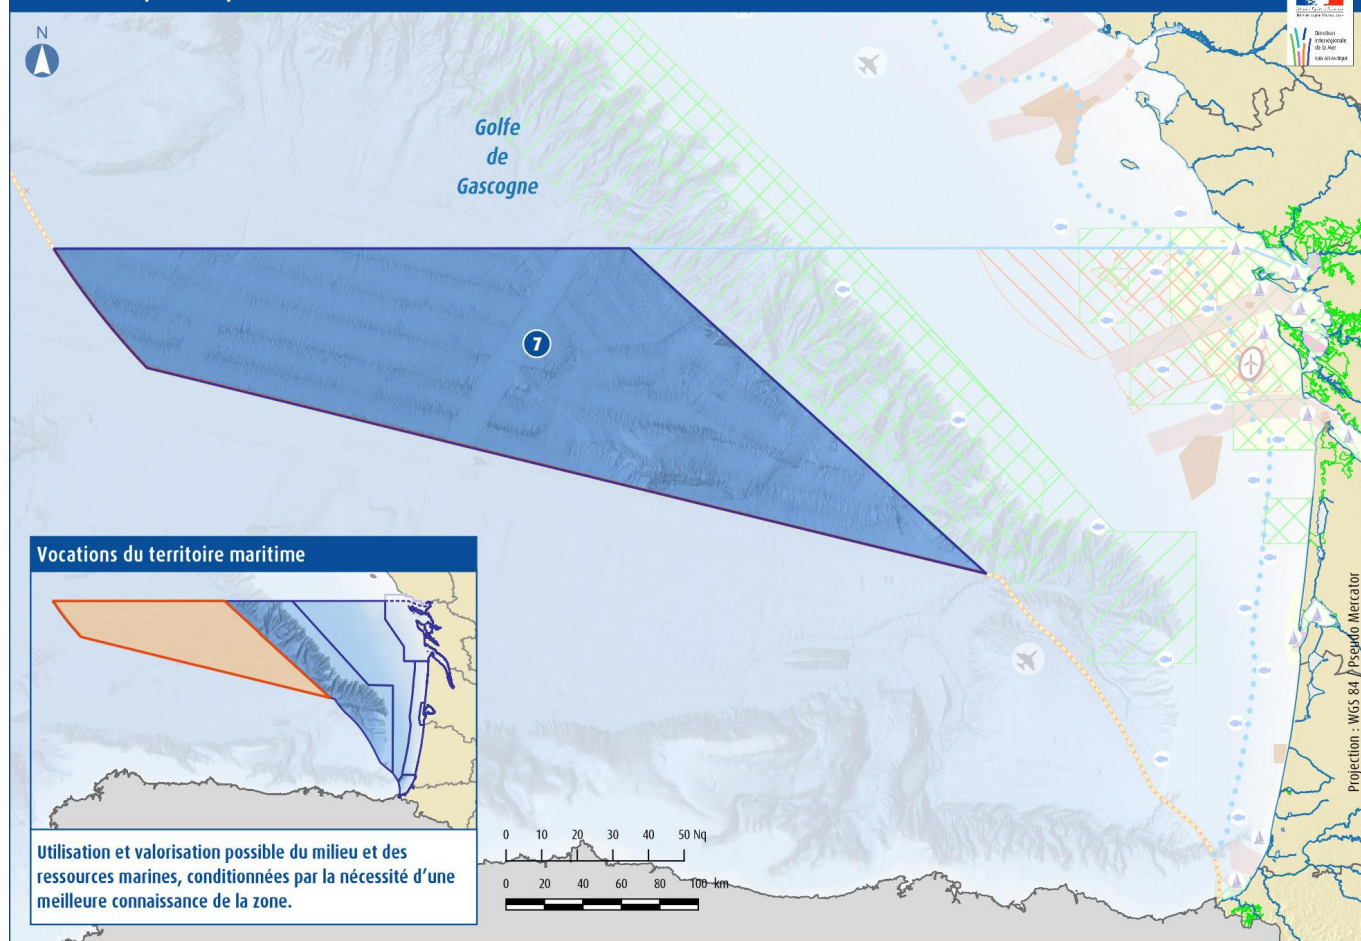 N
Direction
interrégionale
de la Mer
SUD ATLANTIQUE
Golfe
de
Gascogne
7
Vocations du territoire maritime
Utilisation et valorisation possible du milieu et des
ressources marines, conditionnées par la nécessité d'une
meilleure connaissance de la zone.
0 10 20 30 40 50 Nq
0 20 40 60 80 100 km
Projection : WGS 84 / Pseudo Mercator